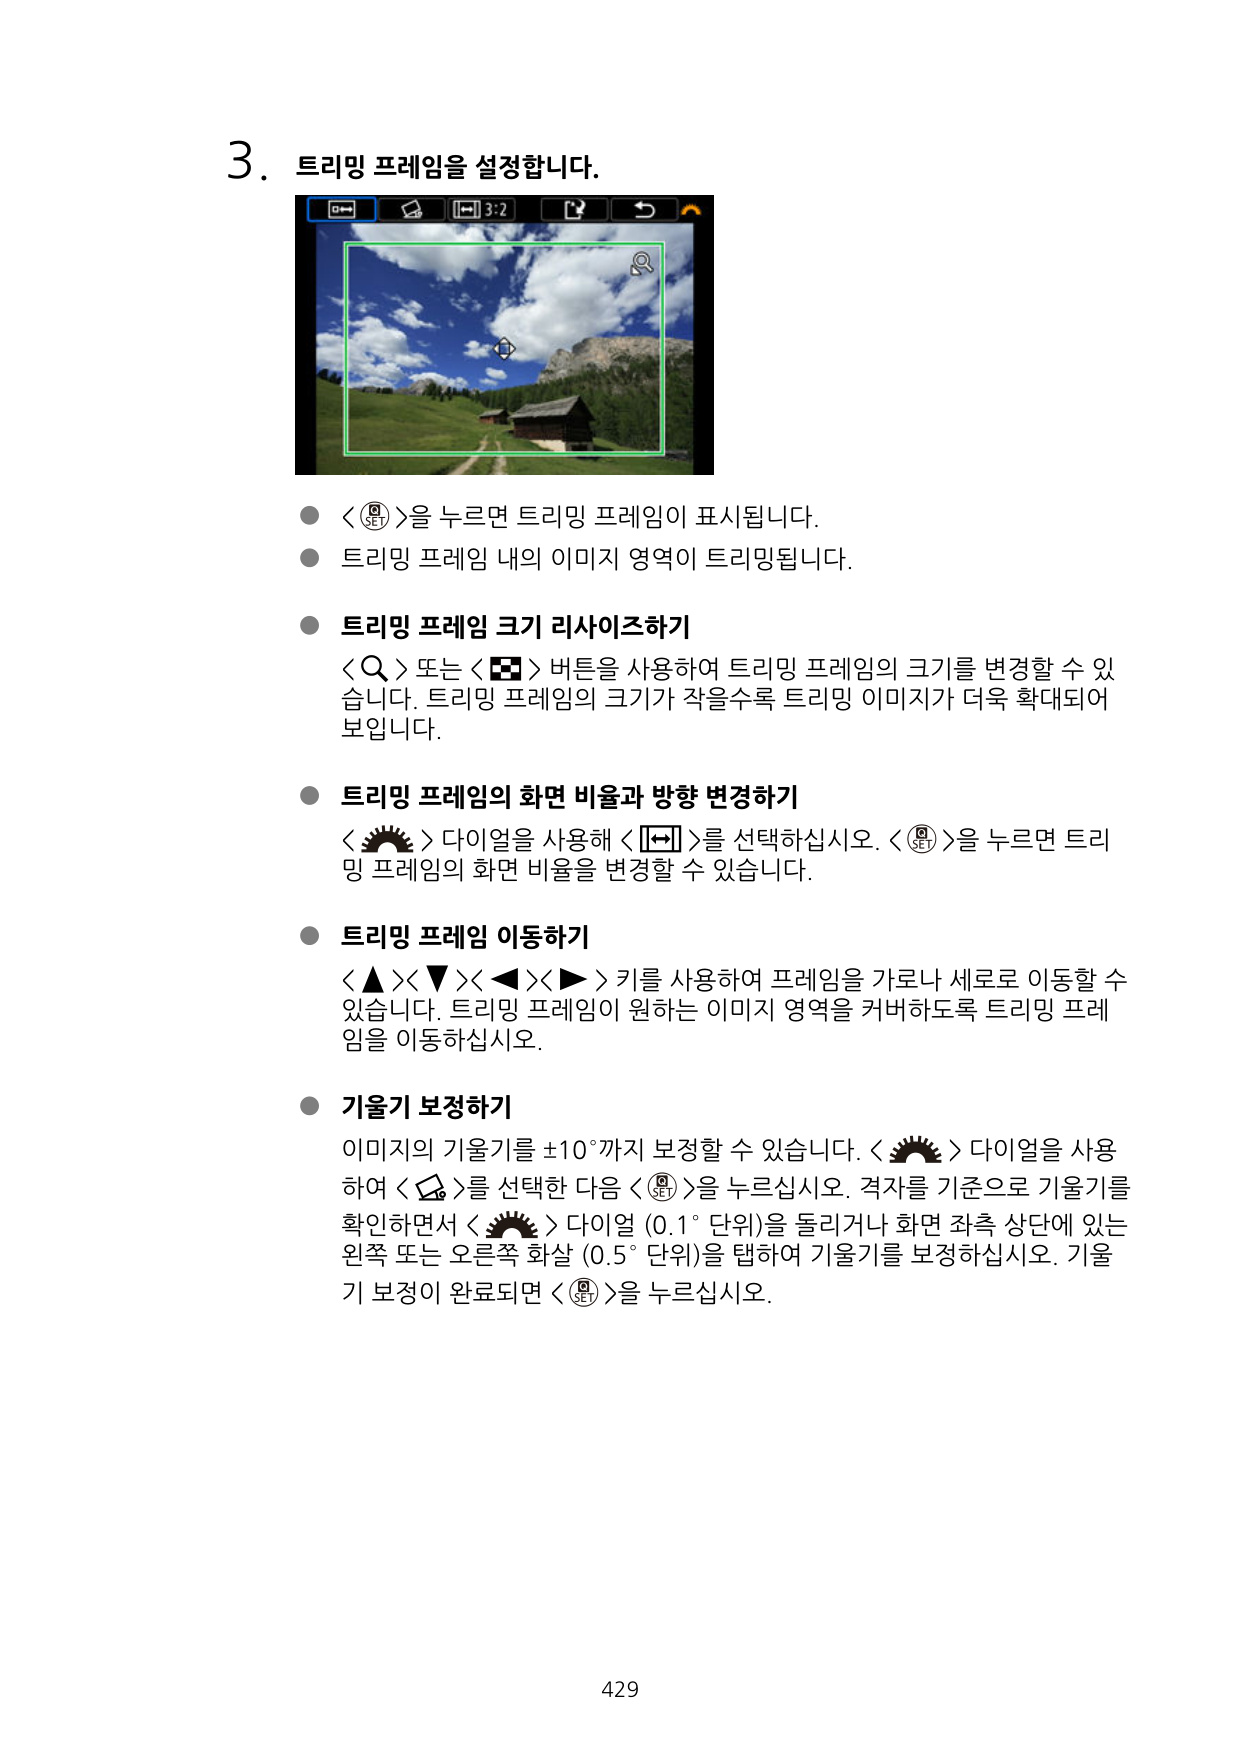 3. 트리밍 프레임을 설정합니다.
3:2
< Q SET >을 누르면 트리밍 프레임이 표시됩니다.
트리밍 프레임 내의 이미지 영역이 트리밍됩니다.
트리밍 프레임 크기 리사이즈하기
< > 또는 < > 버튼을 사용하여 트리밍 프레임의 크기를 변경할 수 있
습니다. 트리밍 프레임의 크기가 작을수록 트리밍 이미지가 더욱 확대되어
보입니다.
트리밍 프레임의 화면 비율과 방향 변경하기
< > 다이얼을 사용해 < >를 선택하십시오. < Q SET >을 누르면 트리
밍 프레임의 화면 비율을 변경할 수 있습니다.
트리밍 프레임 이동하기
< ▲ >< ▼ >< ◀ >< ▶ > 키를 사용하여 프레임을 가로나 세로로 이동할 수
있습니다. 트리밍 프레임이 원하는 이미지 영역을 커버하도록 트리밍 프레
임을 이동하십시오.
기울기 보정하기
이미지의 기울기를 ±10°까지 보정할 수 있습니다. < > 다이얼을 사용
하여 < >를 선택한 다음 < Q SET >을 누르십시오. 격자를 기준으로 기울기를
확인하면서 < > 다이얼 (0.1° 단위)을 돌리거나 화면 좌측 상단에 있는
왼쪽 또는 오른쪽 화살 (0.5° 단위)을 탭하여 기울기를 보정하십시오. 기울
기 보정이 완료되면 < Q SET >을 누르십시오.
429